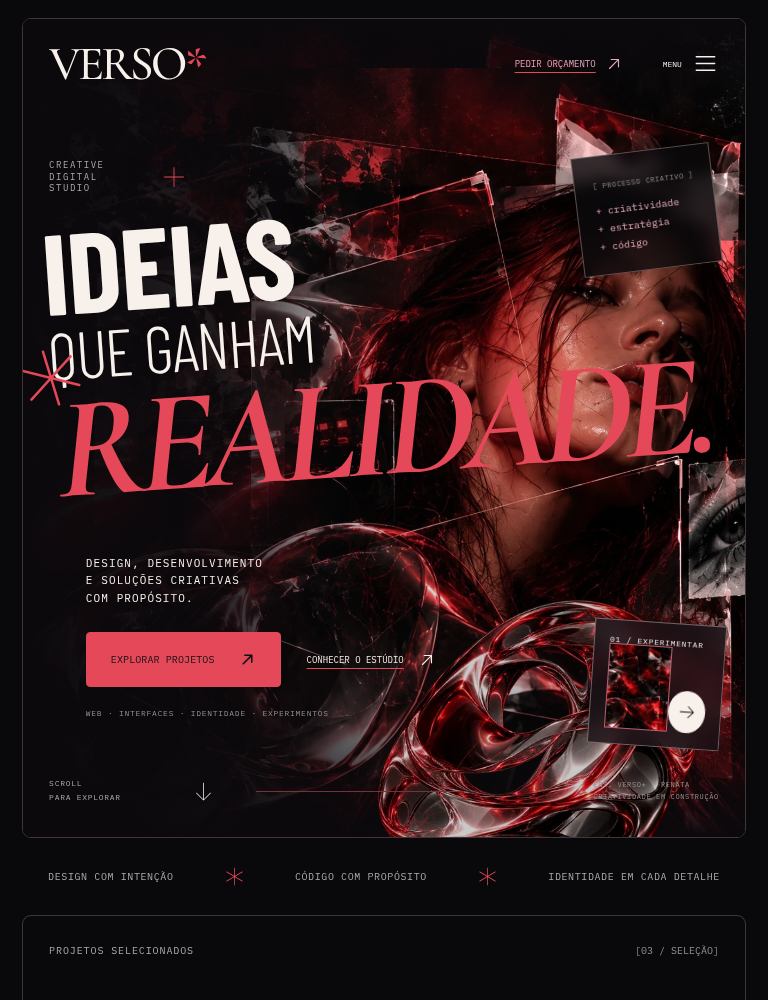 VERSO*
PEDIR ORÇAMENTO
MENU
CREATIVE
DIGITAL
STUDIO
[ PROCESSO CRIATIVO ]
+ criatividade
+ estratégia
+ código
IDEIAS
QUE GANHAM
REALIDADE.
DESIGN, DESENVOLVIMENTO
E SOLUÇÕES CRIATIVAS
COM PROPÓSITO.
EXPLORAR PROJETOS
CONHECER O ESTÚDIO
01 / EXPERIMENTAR
WEB · INTERFACES · IDENTIDADE · EXPERIMENTOS
SCROLL
PARA EXPLORAR
VERSO* RENATA
CRIATIVIDADE EM CONSTRUÇÃO
DESIGN COM INTENÇÃO
CÓDIGO COM PROPÓSITO
IDENTIDADE EM CADA DETALHE
PROJETOS SELECIONADOS
[03 / SELEÇÃO]